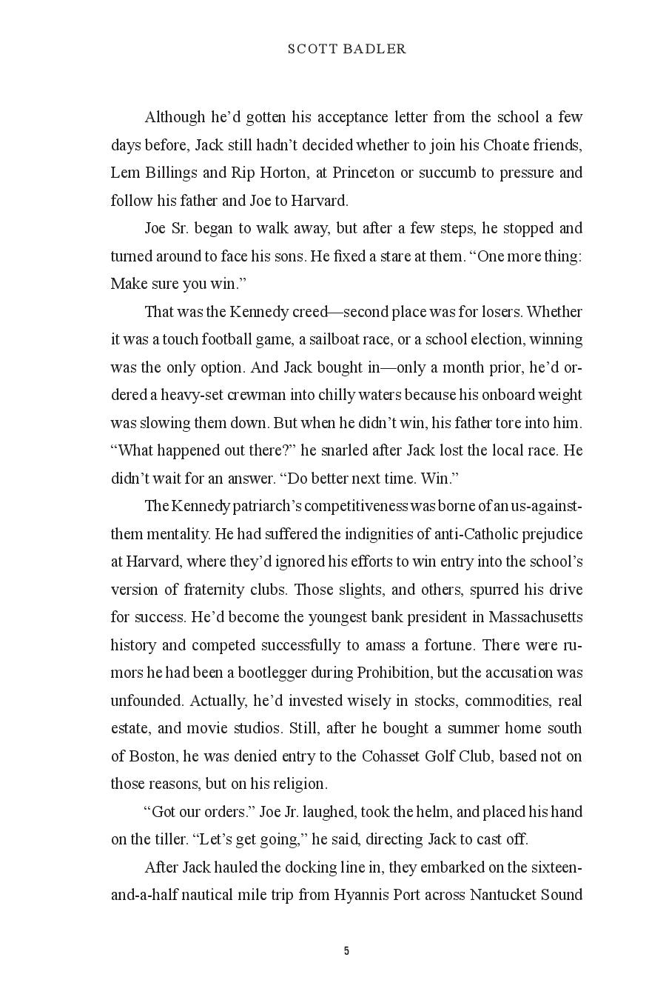 SCOTT BADLER
Although he’d gotten his acceptance letter from the school a few
days before, Jack still hadn’t decided whether to join his Choate friends,
Lem Billings and Rip Horton, at Princeton or succumb to pressure and
follow his father and Joe to Harvard.
Joe Sr. began to walk away, but after a few steps, he stopped and
turned around to face his sons. He fixed a stare at them. “One more thing:
Make sure you win.”
That was the Kennedy creed—second place was for losers. Whether
it was a touch football game, a sailboat race, or a school election, winning
was the only option. And Jack bought in—only a month prior, he’d or-
dered a heavy-set crewman into chilly waters because his onboard weight
was slowing them down. But when he didn’t win, his father tore into him.
“What happened out there?” he snarled after Jack lost the local race. He
didn’t wait for an answer. “Do better next time. Win.”
The Kennedy patriarch’s competitiveness was borne of an us-against-
them mentality. He had suffered the indignities of anti-Catholic prejudice
at Harvard, where they’d ignored his efforts to win entry into the school’s
version of fraternity clubs. Those slights, and others, spurred his drive
for success. He’d become the youngest bank president in Massachusetts
history and competed successfully to amass a fortune. There were ru-
mors he had been a bootlegger during Prohibition, but the accusation was
unfounded. Actually, he’d invested wisely in stocks, commodities, real
estate, and movie studios. Still, after he bought a summer home south
of Boston, he was denied entry to the Cohasset Golf Club, based not on
those reasons, but on his religion.
“Got our orders.” Joe Jr. laughed, took the helm, and placed his hand
on the tiller. “Let’s get going,” he said, directing Jack to cast off.
After Jack hauled the docking line in, they embarked on the sixteen-
and-a-half nautical mile trip from Hyannis Port across Nantucket Sound
5